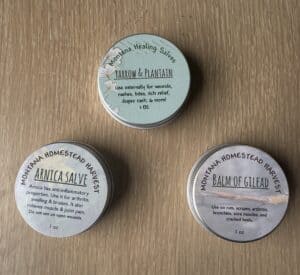 Montana Healing Salves
YARROW & PLANTAIN
Use externally for wounds,
rashes, bites, itch relief,
diaper rash, & more!
1 OZ.
MONTANA HOMESTEAD HARVEST
ARNICA SALVE
Arnica has anti-inflammatory
properties. Use it for arthritis,
swelling & bruises. It also
relieves muscle & joint pain.
Do not use on open wounds.
1 oz
MONTANA HOMESTEAD HARVEST
BALM OF GILEAD
Use on cuts, scrapes, arthritis,
bronchitis, sore muscles, and
cracked heels.
1 oz